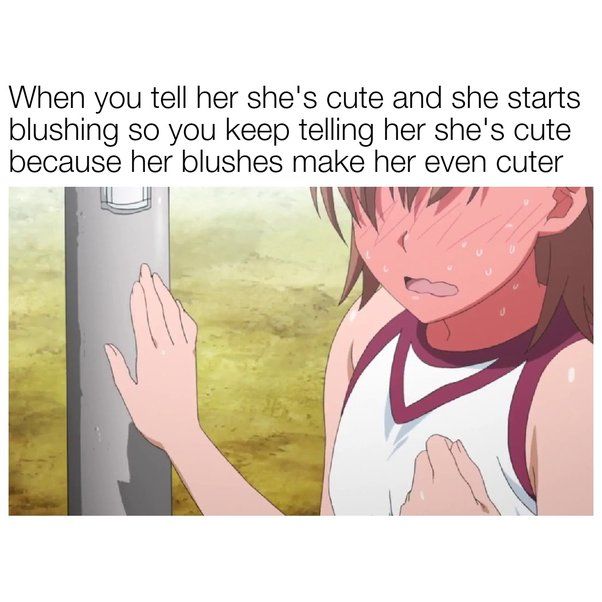 When you tell her she's cute and she starts
blushing so you keep telling her she's cute
because her blushes make her even cuter